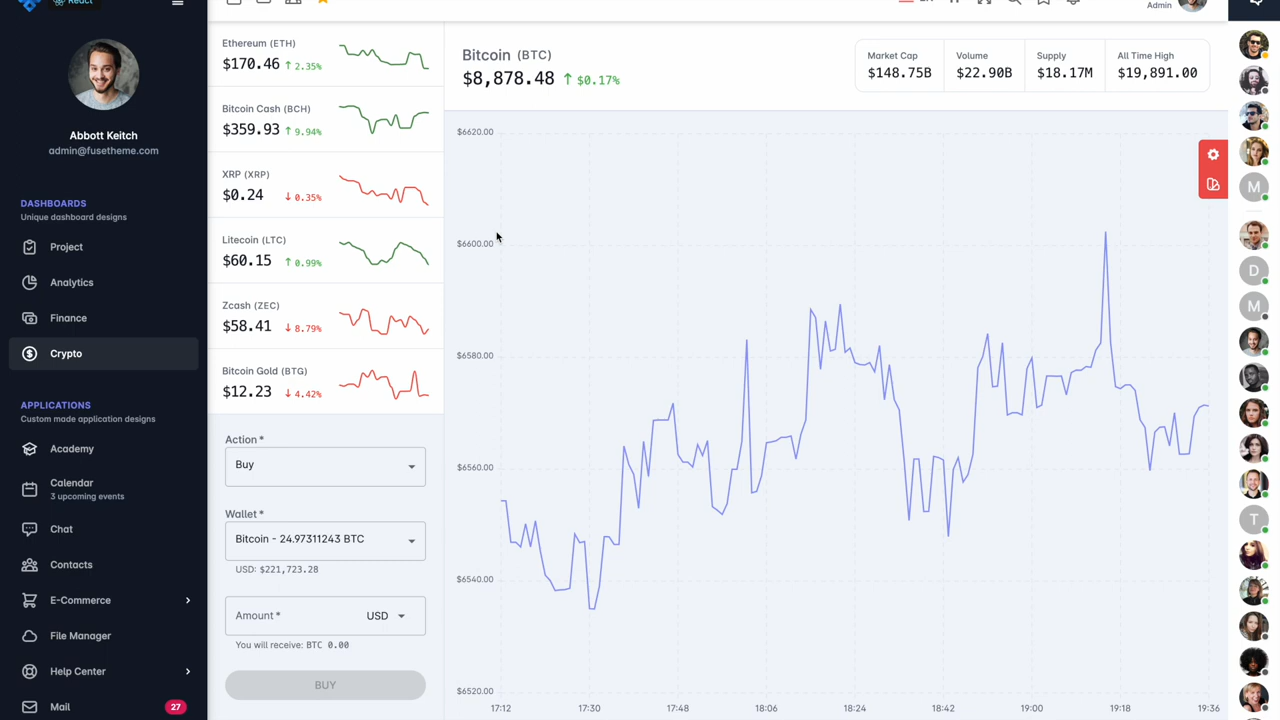 React
Abbott Keitch
admin@fusetheme.com
DASHBOARDS
Unique dashboard designs
Project
Analytics
Finance
Crypto
APPLICATIONS
Custom made application designs
Academy
Calendar
3 upcoming events
Chat
Contacts
E-Commerce
File Manager
Help Center
Mail
27
Ethereum (ETH)
$170.46 ↑ 2.35%
Bitcoin Cash (BCH)
$359.93 ↑ 9.94%
XRP (XRP)
$0.24 ↓ 0.35%
Litecoin (LTC)
$60.15 ↑ 0.99%
Zcash (ZEC)
$58.41 ↓ 8.79%
Bitcoin Gold (BTG)
$12.23 ↓ 4.42%
Action *
Buy
Wallet *
Bitcoin - 24.97311243 BTC
USD: $221,723.28
Amount *
USD
You will receive: BTC 0.00
BUY
Admin
Bitcoin (BTC)
$8,878.48 ↑ $0.17%
Market Cap
$148.75B
Volume
$22.90B
Supply
$18.17M
All Time High
$19,891.00
$6620.00
$6600.00
$6580.00
$6560.00
$6540.00
$6520.00
17:12 17:30 17:48 18:06 18:24 18:42 19:00 19:18 19:36
M
D
M
T